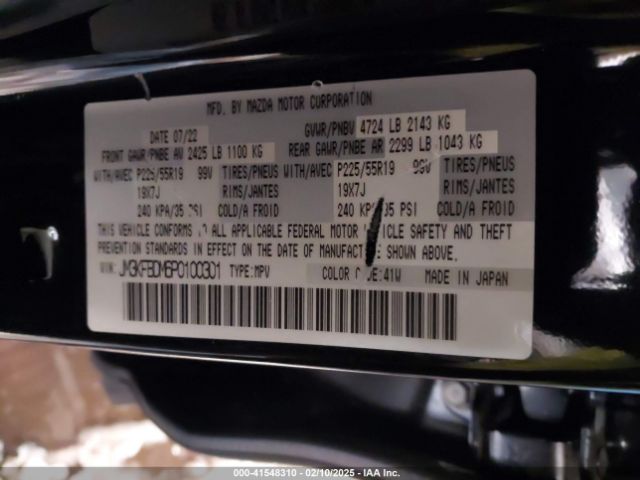 MFD. BY MAZDA MOTOR CORPORATION
DATE 07/22 GVWR/PNBV 4724 LB 2143 KG
FRONT GAWR/PNBE AV 2425 LB 1100 KG REAR GAWR/PNBE AR 2299 LB 1043 KG
WITH/AVEC P225/55R19 99V TIRES/PNEUS WITH/AVEC P225/55R19 99V TIRES/PNEUS
19X7J RIMS/JANTES 19X7J RIMS/JANTES
240 KPA/35 PSI COLD/A FROID 240 KPA/35 PSI COLD/A FROID
THIS VEHICLE CONFORMS TO ALL APPLICABLE FEDERAL MOTOR VEHICLE SAFETY AND THEFT
PREVENTION STANDARDS IN EFFECT ON THE DATE OF MANUFACTURE SHOWN ABOVE.
VIN: JM3KFBDM6P0100301 TYPE:MPV COLOR CODE:41W MADE IN JAPAN
000-41548310 - 02/10/2025 - IAA Inc.